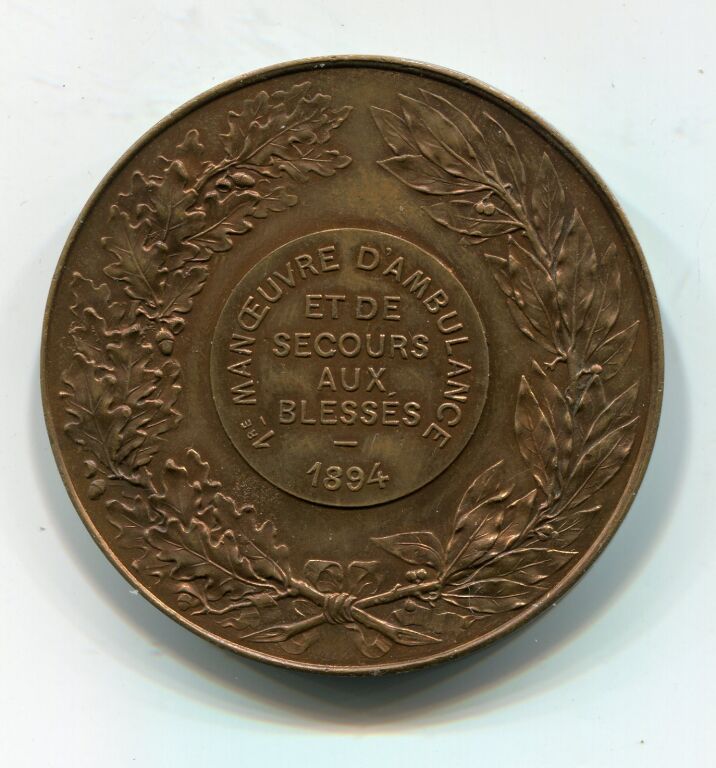 1RE MANŒUVRE D'AMBULANCE
ET DE
SECOURS
AUX
BLESSÉS
1894